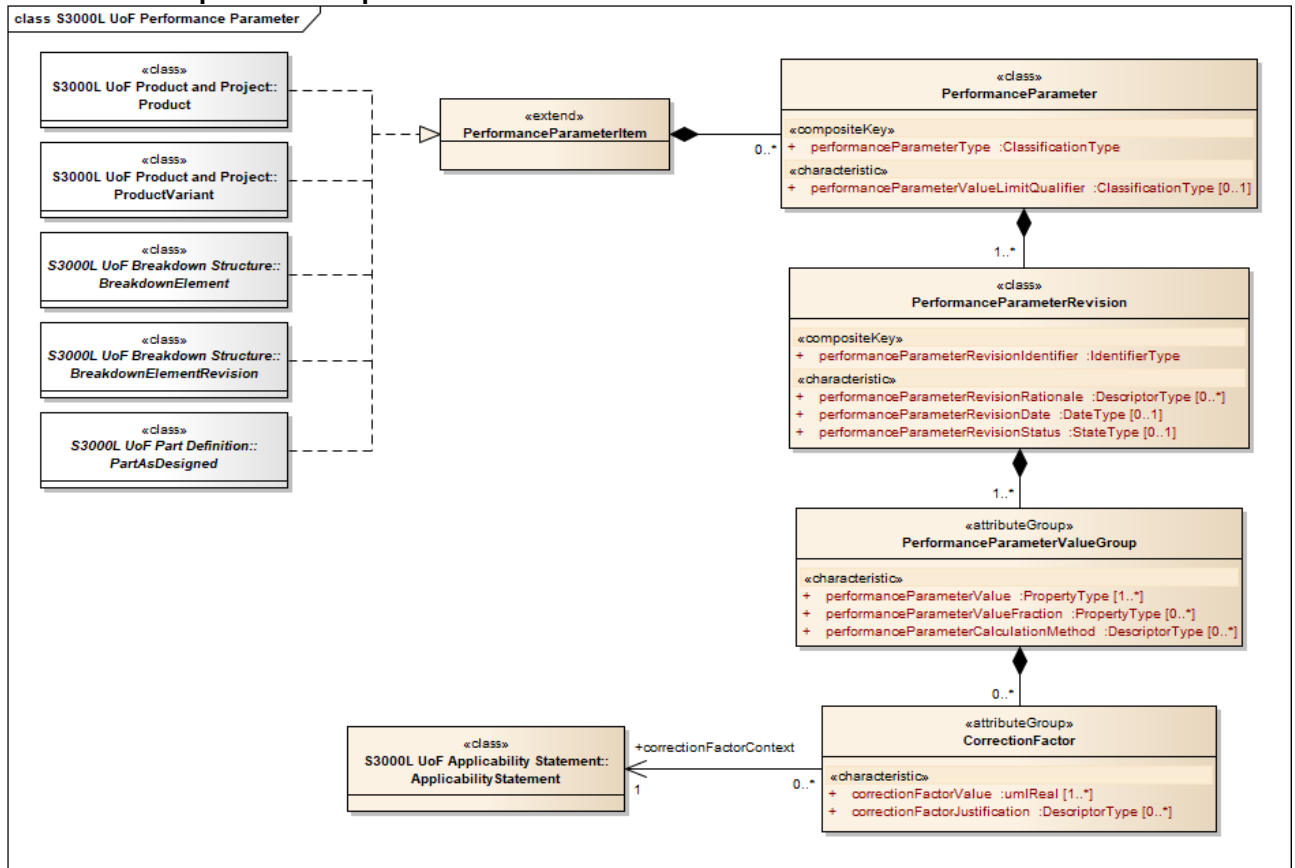 class S3000L UoF Performance Parameter
«class»
S3000L UoF Product and Project::
Product
«class»
S3000L UoF Product and Project::
ProductVariant
«class»
S3000L UoF Breakdown Structure::
BreakdownElement
«class»
S3000L UoF Breakdown Structure::
BreakdownElementRevision
«class»
S3000L UoF Part Definition::
PartAsDesigned
«extend»
PerformanceParameterItem
0..*
«class»
PerformanceParameter
«compositeKey»
+ performanceParameterType :ClassificationType
«characteristic»
+ performanceParameterValueLimitQualifier :ClassificationType [0..1]
1..*
«class»
PerformanceParameterRevision
«compositeKey»
+ performanceParameterRevisionIdentifier :IdentifierType
«characteristic»
+ performanceParameterRevisionRationale :DescriptorType [0..*]
+ performanceParameterRevisionDate :DateType [0..1]
+ performanceParameterRevisionStatus :StateType [0..1]
1..*
«attributeGroup»
PerformanceParameterValueGroup
«characteristic»
+ performanceParameterValue :PropertyType [1..*]
+ performanceParameterValueFraction :PropertyType [0..*]
+ performanceParameterCalculationMethod :DescriptorType [0..*]
0..*
«attributeGroup»
CorrectionFactor
«characteristic»
+ correctionFactorValue :umlReal [1..*]
+ correctionFactorJustification :DescriptorType [0..*]
0..*
+correctionFactorContext
1
«class»
S3000L UoF Applicability Statement::
ApplicabilityStatement